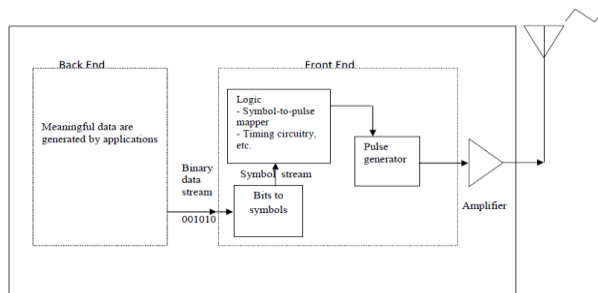 Back End
Front End
Meaningful data are
generated by applications
Logic
- Symbol-to-pulse
mapper
- Timing circuitry,
etc.
Pulse
generator
Binary
data
stream
001010
Symbol stream
Bits to
symbols
Amplifier